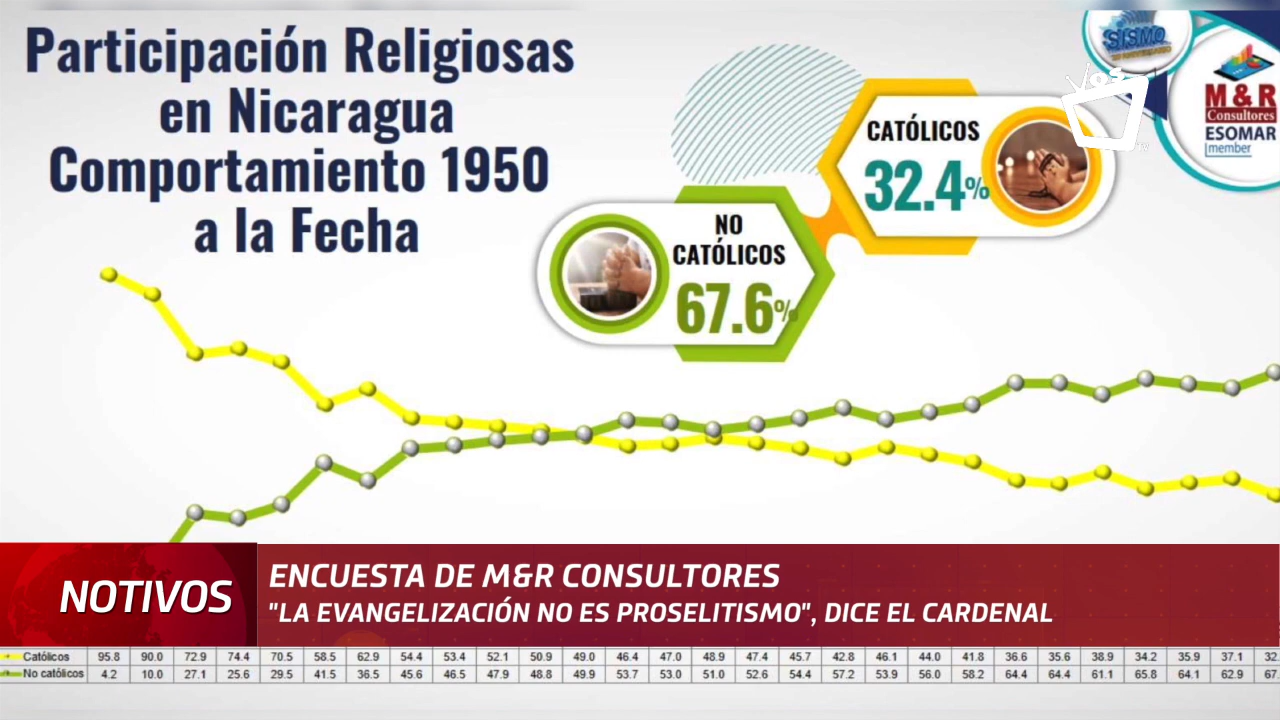 Participación Religiosas
en Nicaragua
Comportamiento 1950
a la Fecha
SISMO
M&R
Consultores
ESOMAR
member
CATÓLICOS
32.4%
NO
CATÓLICOS
67.6%
NOTIVOS
ENCUESTA DE M&R CONSULTORES
"LA EVANGELIZACIÓN NO ES PROSELITISMO", DICE EL CARDENAL
Católicos 95.8 90.0 72.9 74.4 70.5 58.5 62.9 54.4 53.4 52.1 50.9 49.0 46.4 47.0 48.9 47.4 45.7 42.8 46.1 44.0 41.8 36.6 35.6 38.9 34.2 35.9 37.1 32.
No católicos 4.2 10.0 27.1 25.6 29.5 41.5 36.5 45.6 46.5 47.9 48.8 49.9 53.7 53.0 51.0 52.6 54.4 57.2 53.9 56.0 58.2 64.4 64.4 61.1 65.8 64.1 62.9 67.